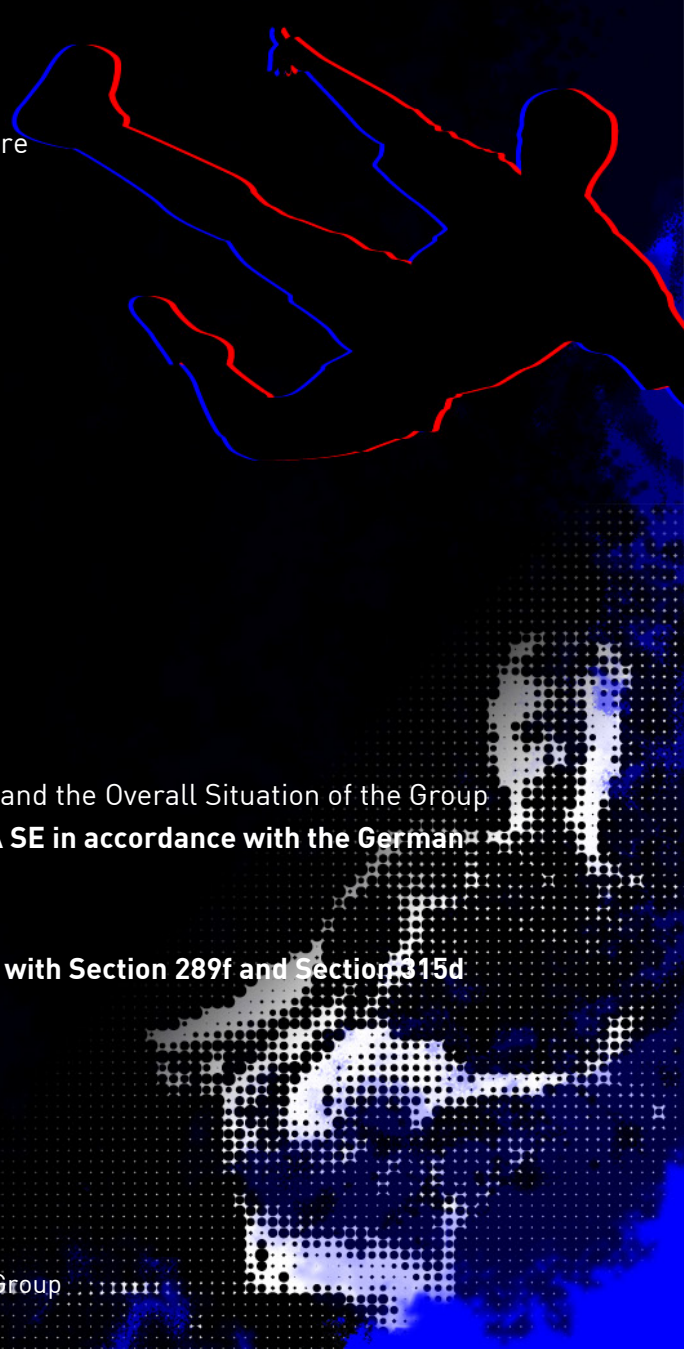 re
and the Overall Situation of the Group
A SE in accordance with the German
with Section 289f and Section 315d
Group